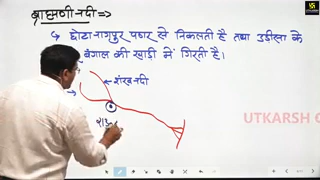 ब्राह्मणी नदी ⇒
↳ छोटानागपुर पठार से निकलती है तथा उड़ीसा के
बंगाल की खाड़ी में गिरती है।
→ शंख नदी
राउ
UTKARSH C